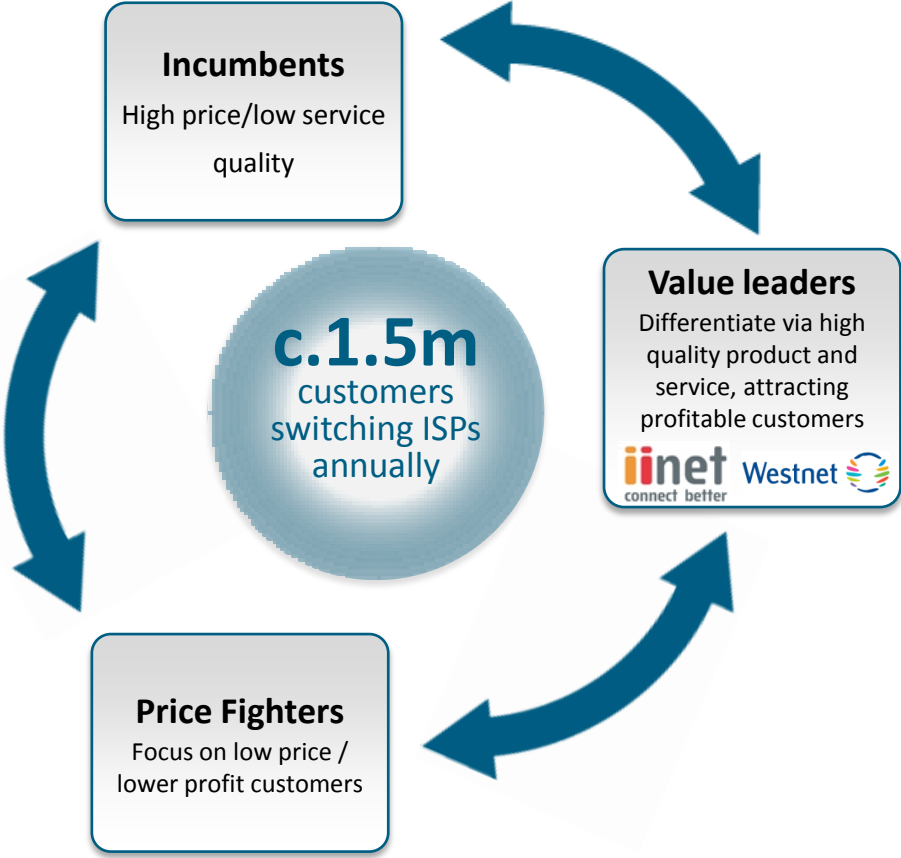 Incumbents
High price/low service
quality
c.1.5m
customers
switching ISPs
annually
Value leaders
Differentiate via high
quality product and
service, attracting
profitable customers
iinet
connect better
Westnet
Price Fighters
Focus on low price /
lower profit customers